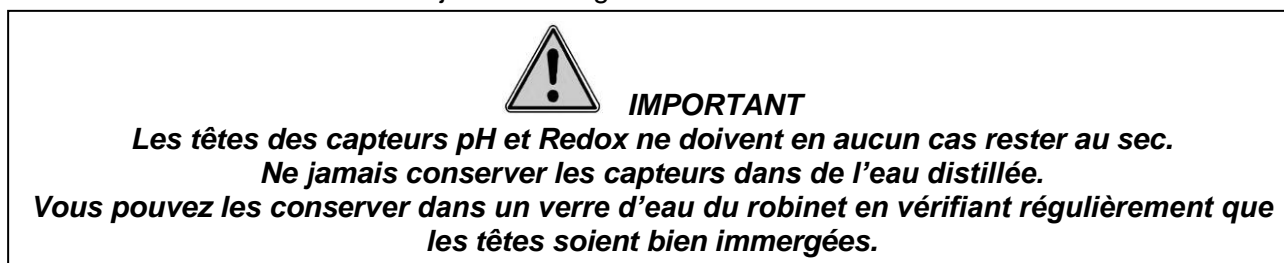 IMPORTANT
Les têtes des capteurs pH et Redox ne doivent en aucun cas rester au sec.
Ne jamais conserver les capteurs dans de l'eau distillée.
Vous pouvez les conserver dans un verre d'eau du robinet en vérifiant régulièrement que
les têtes soient bien immergées.